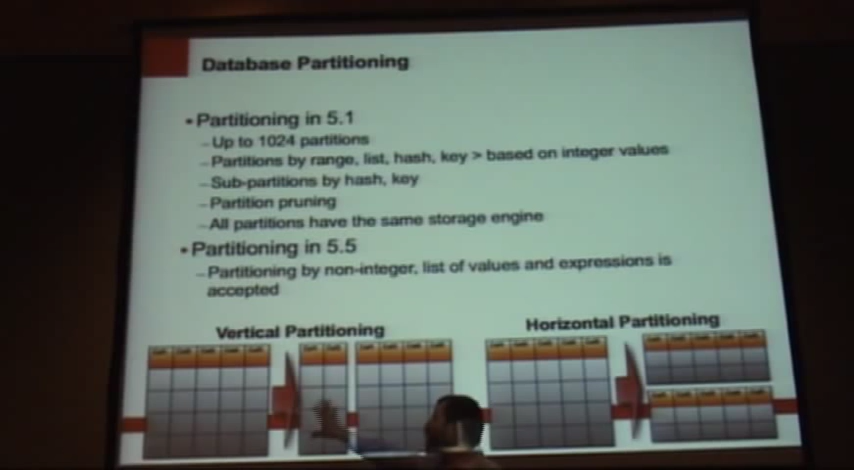 Database Partitioning
•Partitioning in 5.1
–Up to 1024 partitions
–Partitions by range, list, hash, key > based on integer values
–Sub-partitions by hash, key
–Partition pruning
–All partitions have the same storage engine
•Partitioning in 5.5
–Partitioning by non-integer, list of values and expressions is
accepted
Vertical Partitioning
Horizontal Partitioning